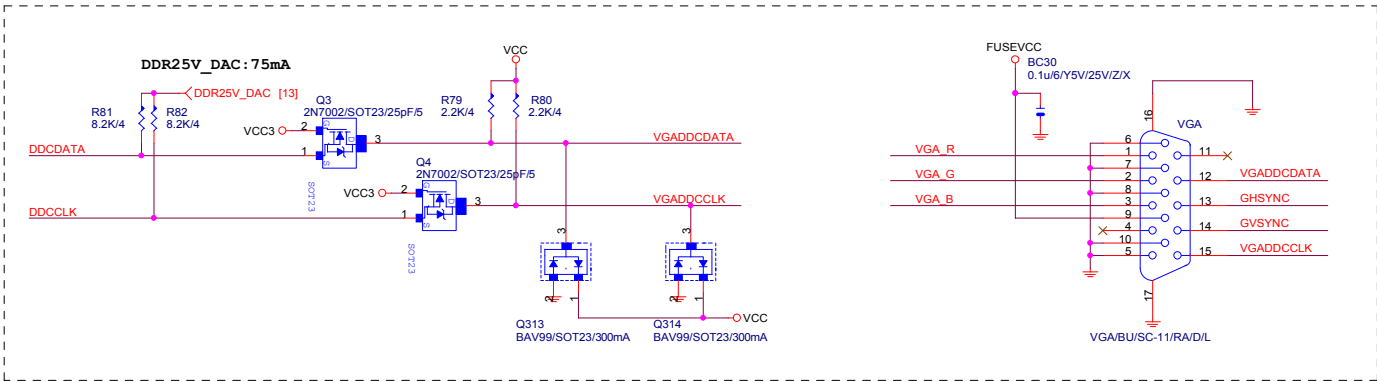 DDR25V_DAC:75mA
DDR25V_DAC [13]
R81
8.2K/4
R82
8.2K/4
Q3
2N7002/SOT23/25pF/5
VCC3
2
G
D
S
1
3
SOT23
DDCDATA
DDCCLK
Q4
2N7002/SOT23/25pF/5
VCC3
2
G
D
S
1
3
SOT23
VCC
R79
2.2K/4
R80
2.2K/4
VGADDCDATA
VGADDCCLK
3
2
1
Q313
BAV99/SOT23/300mA
3
2
1
Q314
BAV99/SOT23/300mA
VCC
FUSEVCC
BC30
0.1u/6/Y5V/25V/Z/X
VGA_R
VGA_G
VGA_B
16
VGA
6
1
7
2
8
3
9
4
10
5
11
12
13
14
15
17
VGADDCDATA
GHSYNC
GVSYNC
VGADDCCLK
VGA/BU/SC-11/RA/D/L